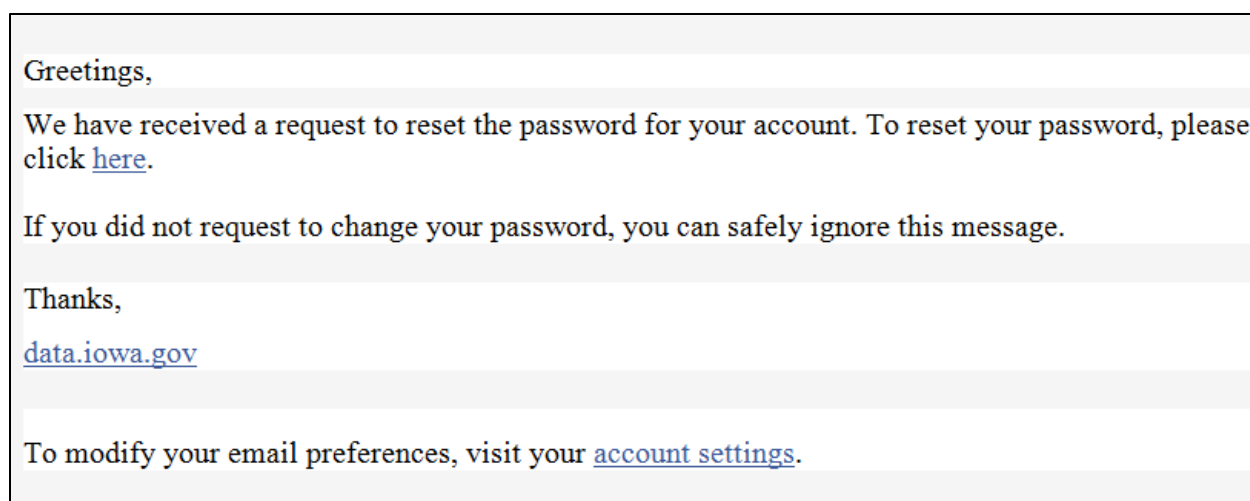 Greetings,
We have received a request to reset the password for your account. To reset your password, please
click here.
If you did not request to change your password, you can safely ignore this message.
Thanks,
data.iowa.gov
To modify your email preferences, visit your account settings.